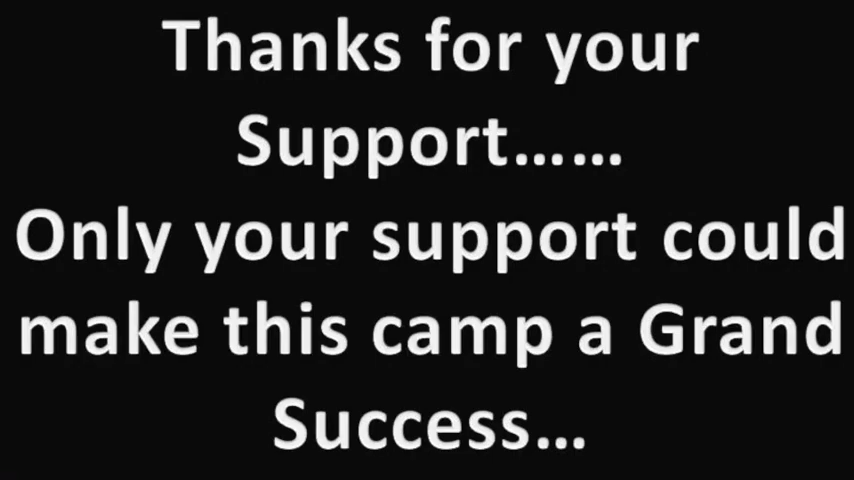 Thanks for your
Support……
Only your support could
make this camp a Grand
Success…